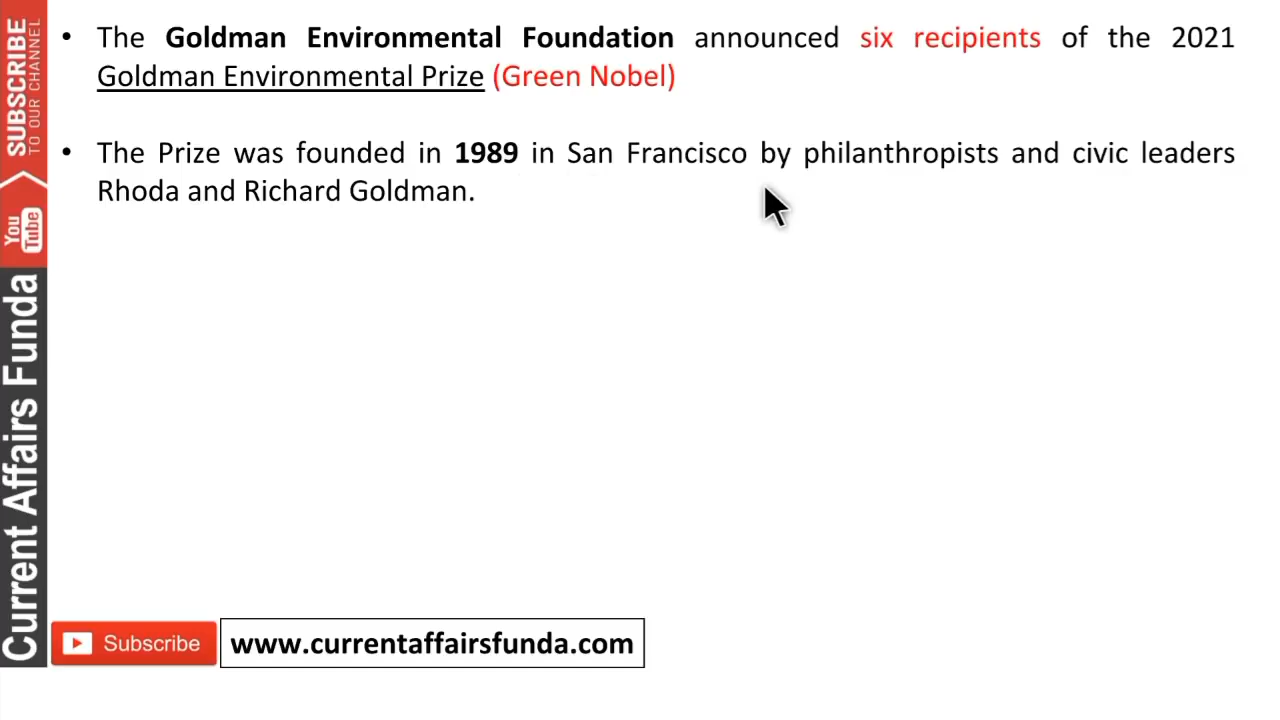 • The Goldman Environmental Foundation announced six recipients of the 2021
Goldman Environmental Prize (Green Nobel)
• The Prize was founded in 1989 in San Francisco by philanthropists and civic leaders
Rhoda and Richard Goldman.
SUBSCRIBE
TO OUR CHANNEL
You
Tube
Current Affairs Funda
Subscribe
www.currentaffairsfunda.com